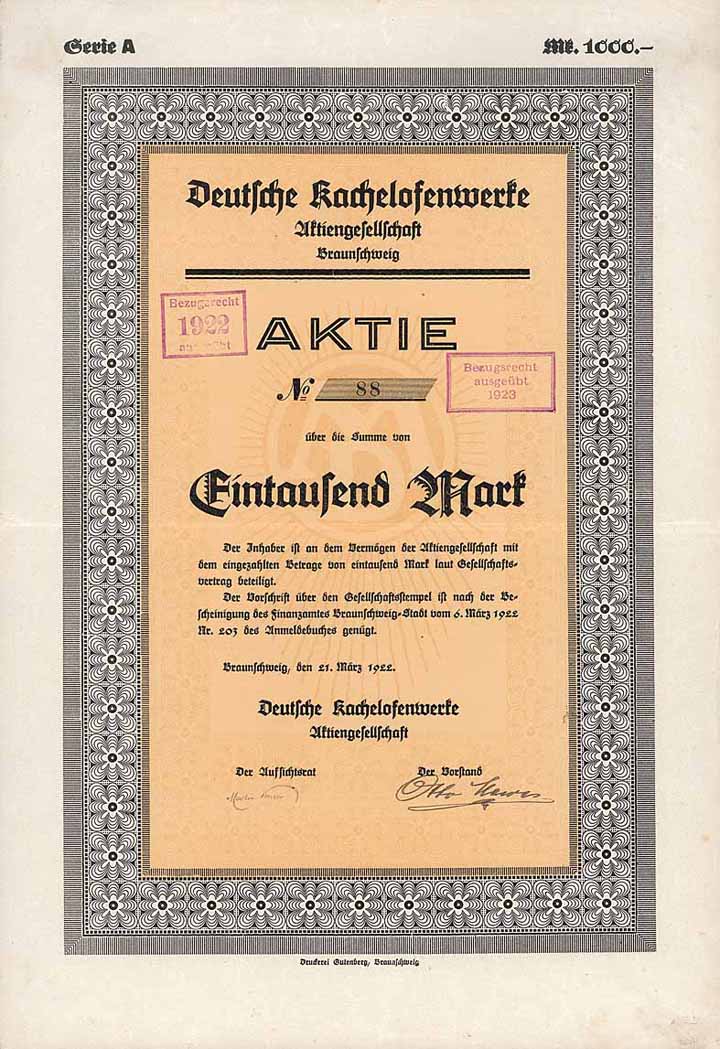 Serie A
Mk. 1000.–
Deutsche Kachelofenwerke
Aktiengesellschaft
Braunschweig
Bezugsrecht
1922
ausgeübt
AKTIE
No 88
Bezugsrecht
ausgeübt
1923
über die Summe von
Eintausend Mark
Der Inhaber ist an dem Vermögen der Aktiengesellschaft mit
dem eingezahlten Betrage von eintausend Mark laut Gesellschafts-
vertrag beteiligt.
Der Vorschrift über den Gesellschaftsstempel ist nach der Be-
scheinigung des Finanzamtes Braunschweig-Stadt vom 6. März 1922
Nr. 203 des Anmeldebuches genügt.
Braunschweig, den 21. März 1922.
Deutsche Kachelofenwerke
Aktiengesellschaft
Der Aufsichtsrat
Der Vorstand
Otto
Druckerei Gutenberg, Braunschweig